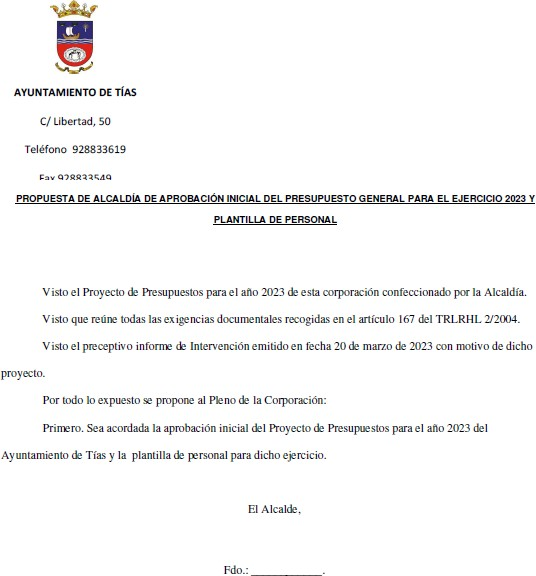 AYUNTAMIENTO DE TÍAS
C/ Libertad, 50
Teléfono 928833619
Fax 928833549
PROPUESTA DE ALCALDÍA DE APROBACIÓN INICIAL DEL PRESUPUESTO GENERAL PARA EL EJERCICIO 2023 Y
PLANTILLA DE PERSONAL
Visto el Proyecto de Presupuestos para el año 2023 de esta corporación confeccionado por la Alcaldía.
Visto que reúne todas las exigencias documentales recogidas en el artículo 167 del TRLRHL 2/2004.
Visto el preceptivo informe de Intervención emitido en fecha 20 de marzo de 2023 con motivo de dicho
proyecto.
Por todo lo expuesto se propone al Pleno de la Corporación:
Primero. Sea acordada la aprobación inicial del Proyecto de Presupuestos para el año 2023 del
Ayuntamiento de Tías y la plantilla de personal para dicho ejercicio.
El Alcalde,
Fdo.: ____________.